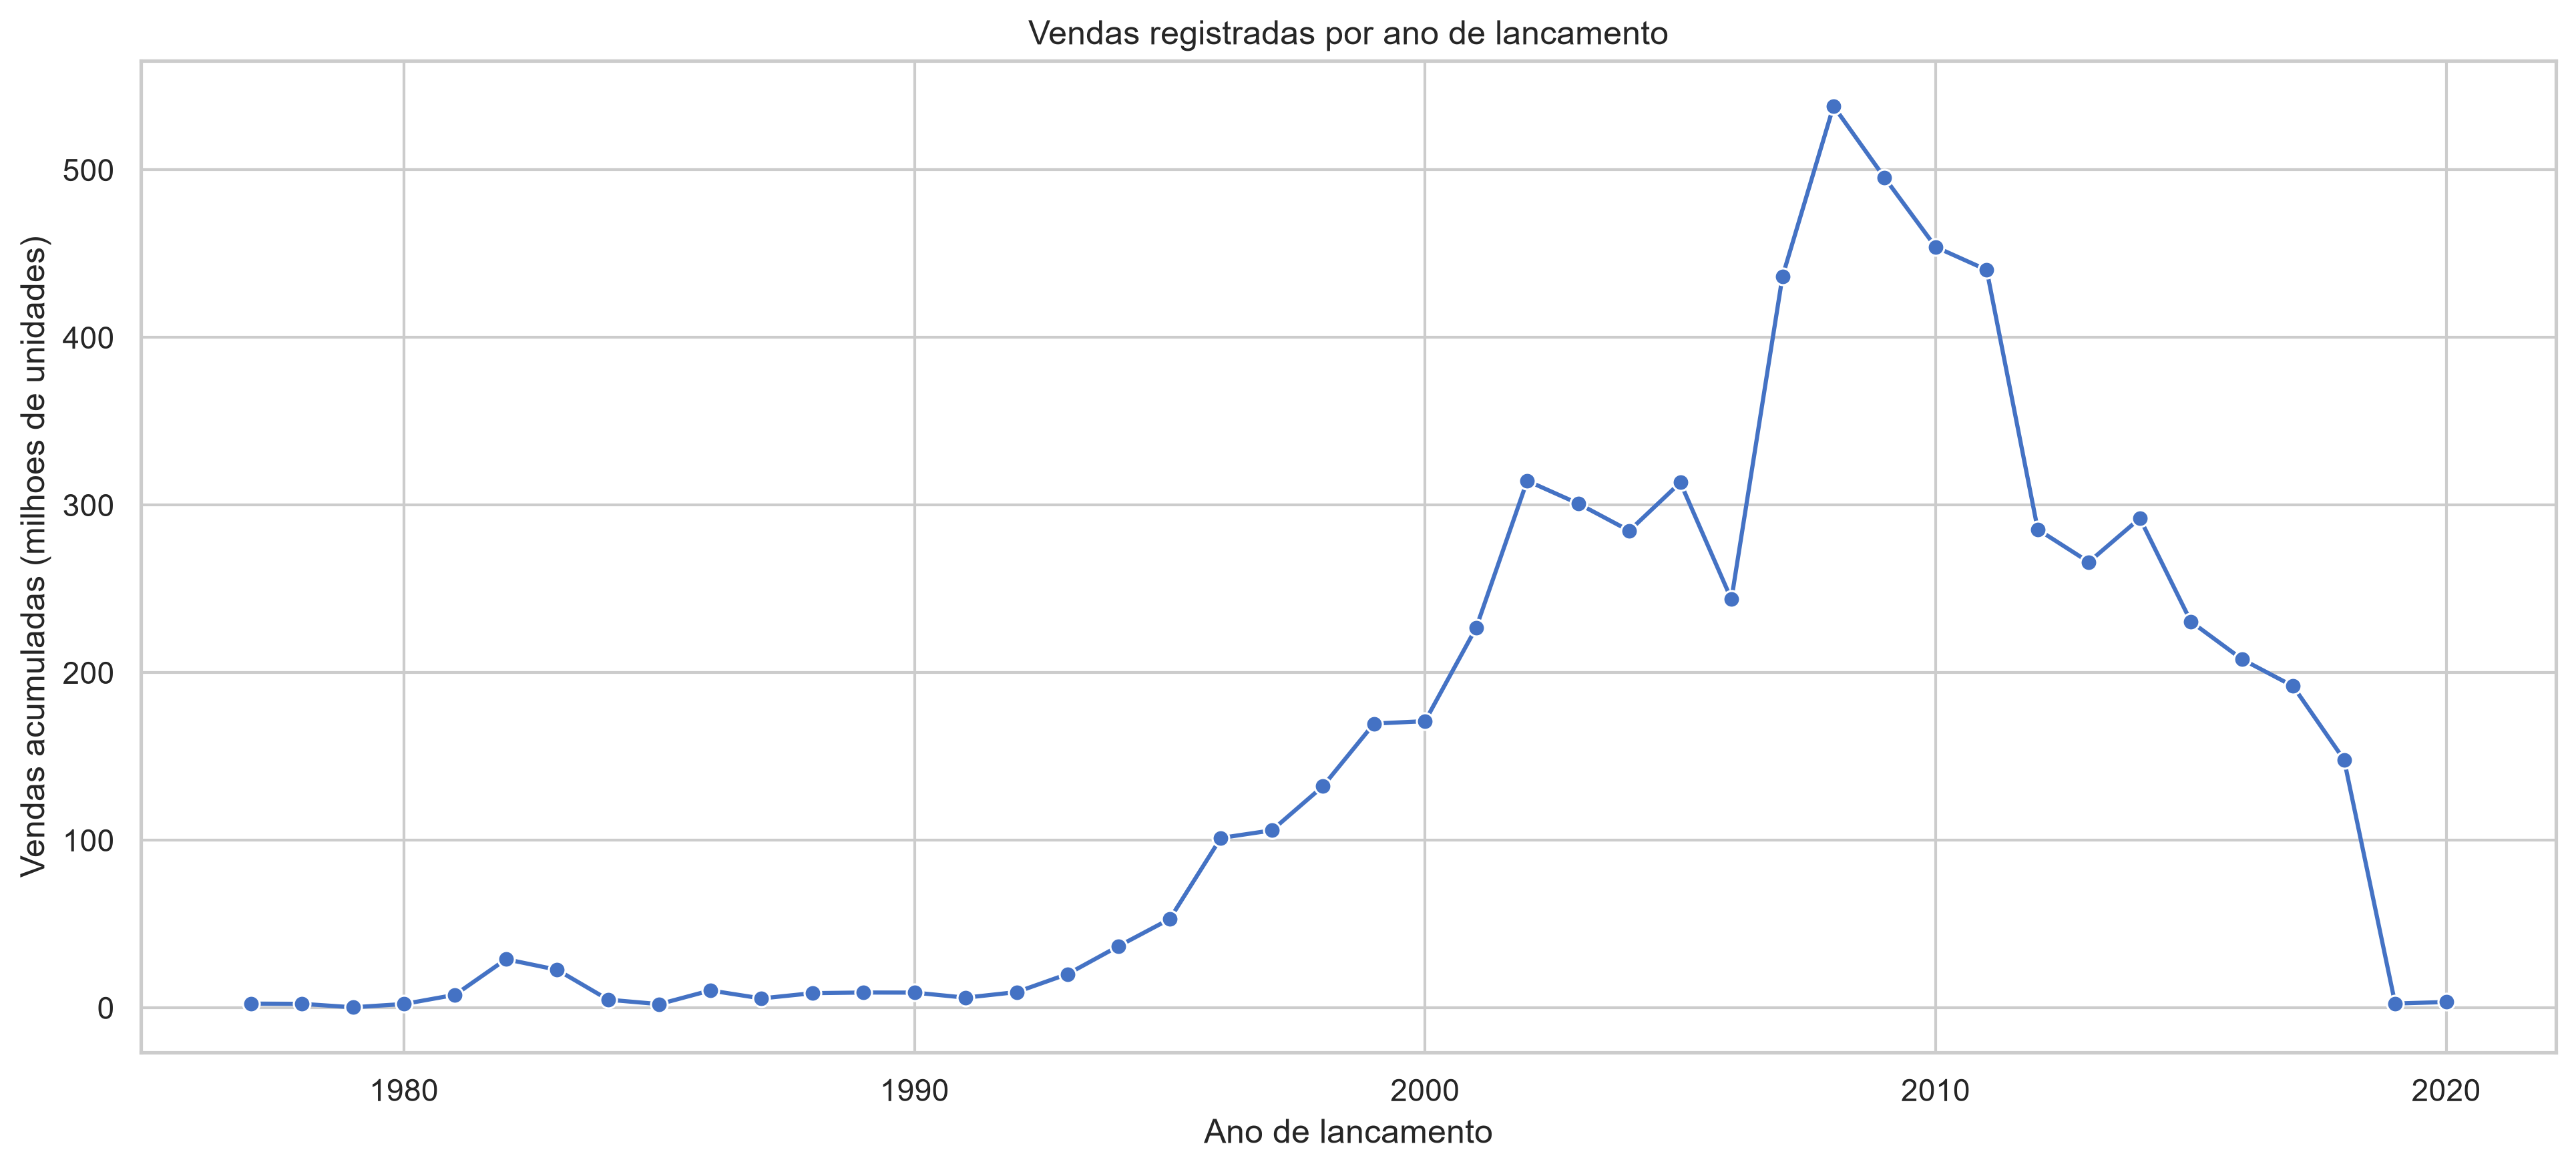 Vendas registradas por ano de lancamento
Vendas acumuladas (milhoes de unidades)
500
400
300
200
100
0
1980 1990 2000 2010 2020
Ano de lancamento